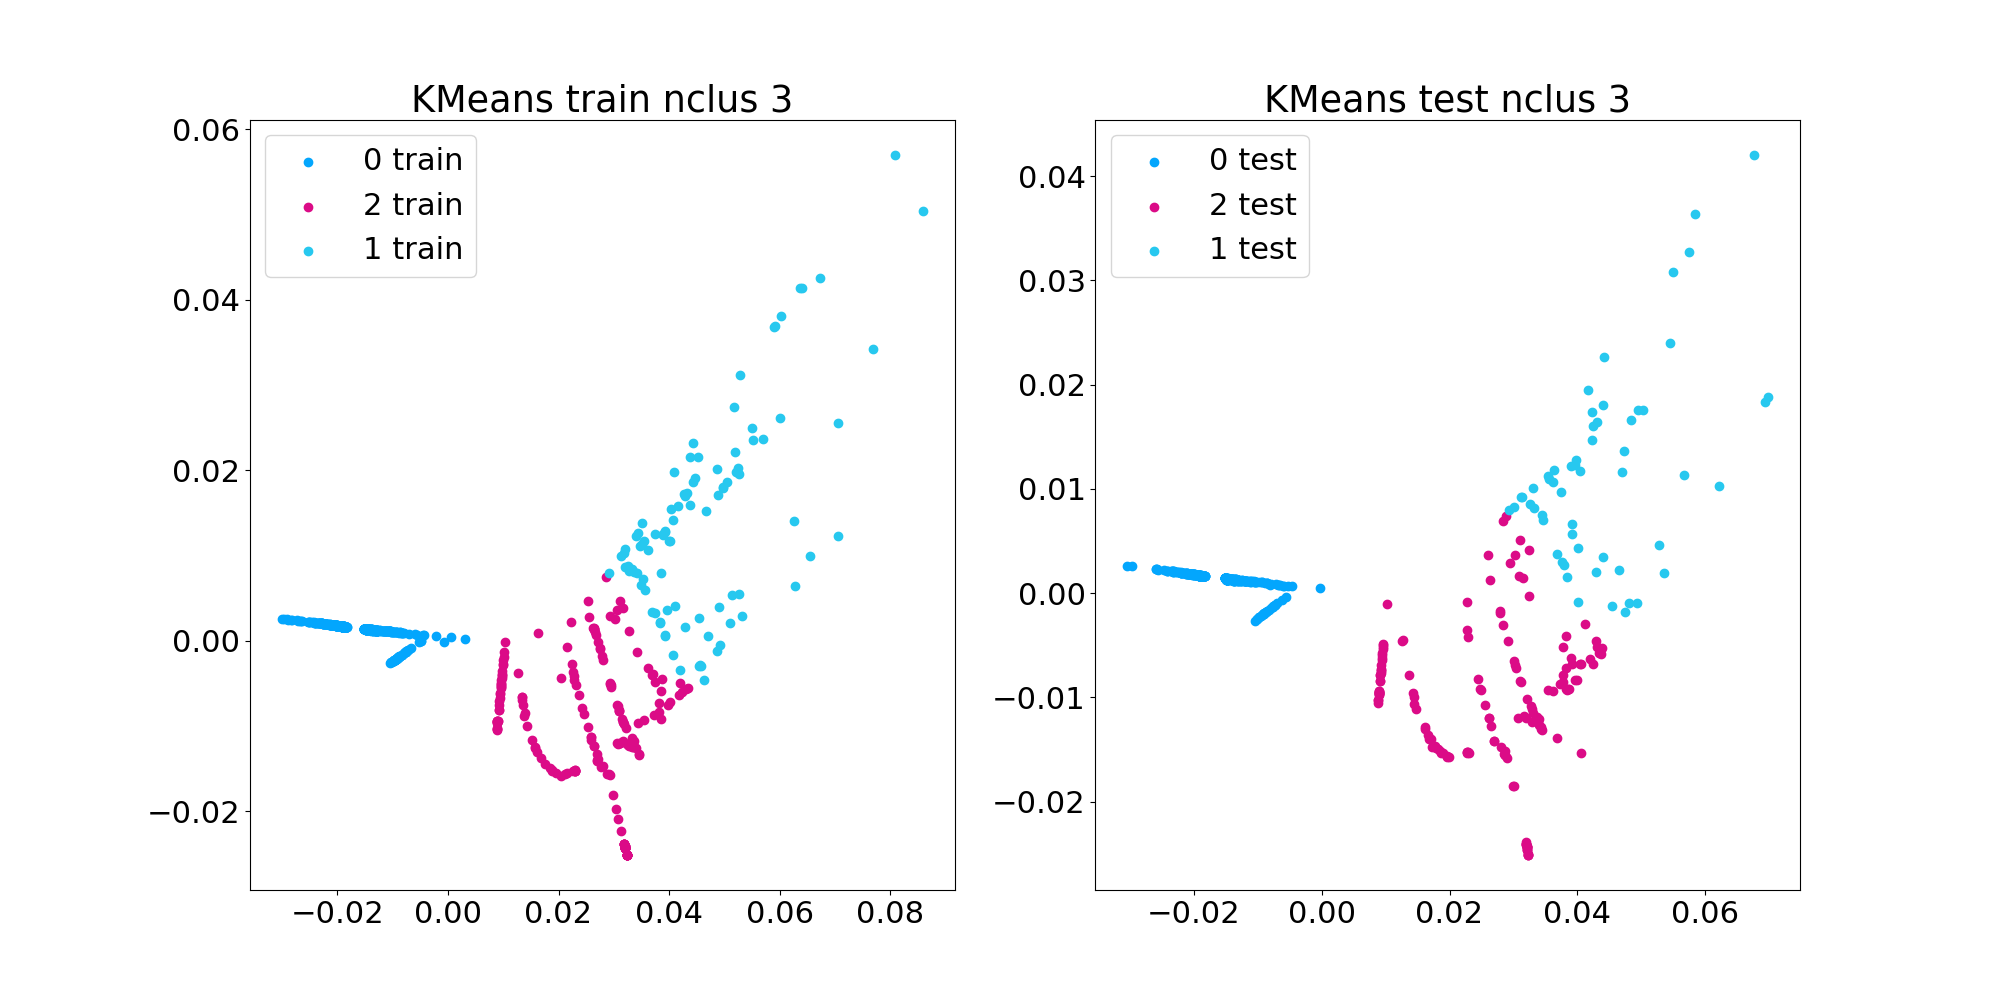 KMeans train nclus 3
0 train
2 train
1 train
0.06
0.04
0.02
0.00
−0.02
−0.02 0.00 0.02 0.04 0.06 0.08
KMeans test nclus 3
0 test
2 test
1 test
0.04
0.03
0.02
0.01
0.00
−0.01
−0.02
−0.02 0.00 0.02 0.04 0.06